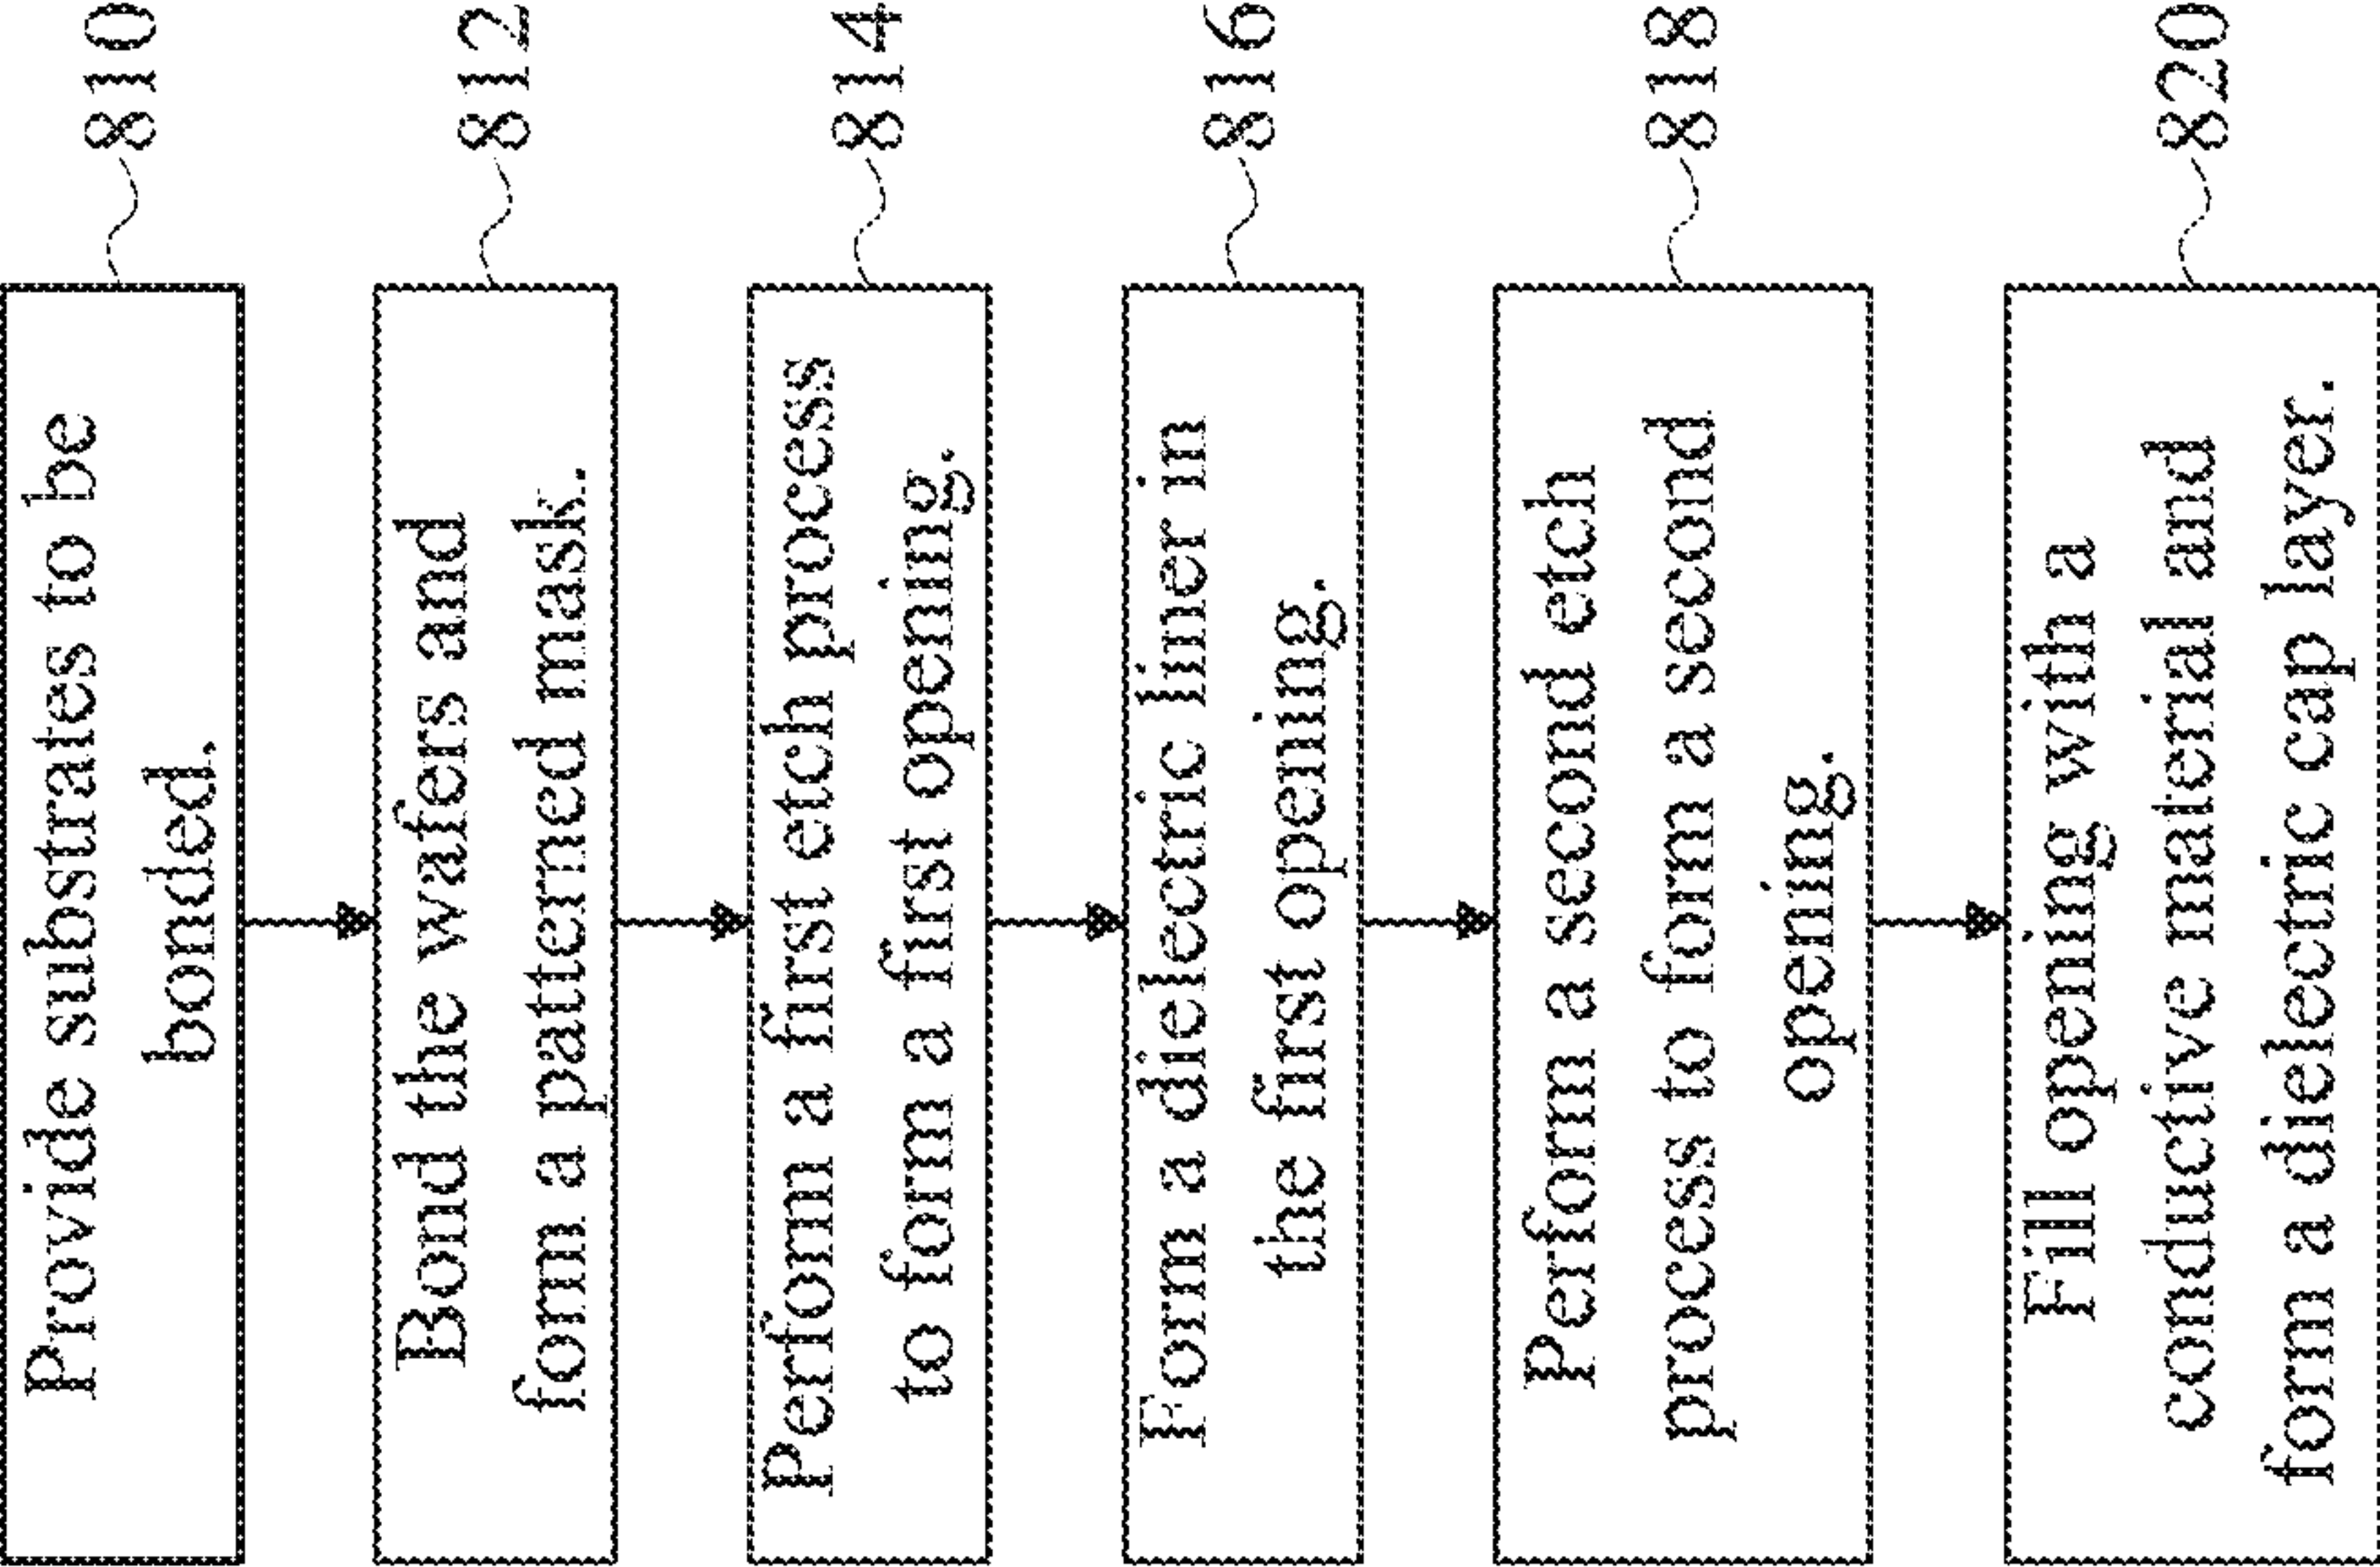 Provide substrates to be
bonded.
810
Bond the wafers and
form a patterned mask.
812
Perform a first etch process
to form a first opening.
814
Form a dielectric liner in
the first opening.
816
Perform a second etch
process to form a second
opening.
818
Fill opening with a
conductive material and
form a dielectric cap layer.
820